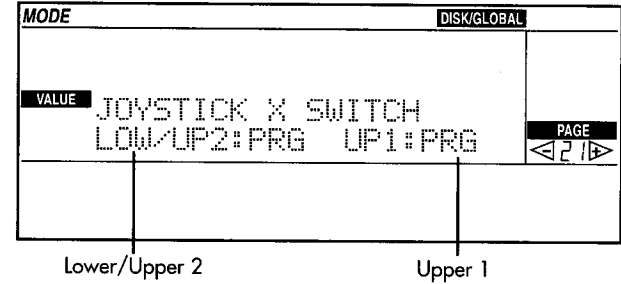 MODE DISK/GLOBAL
VALUE JOYSTICK X SWITCH
LOW/UP2:PRG UP1:PRG
PAGE
- 21 +
Lower/Upper 2 Upper 1